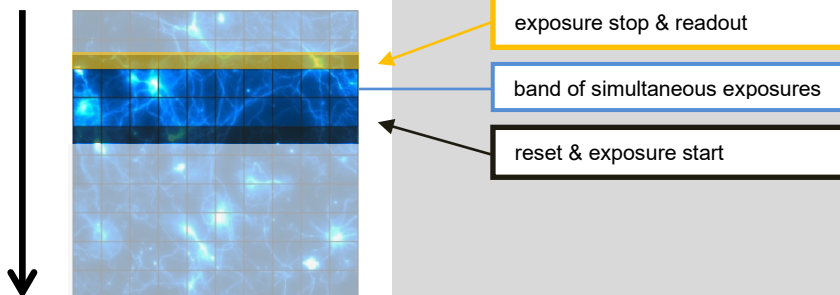 exposure stop & readout
band of simultaneous exposures
reset & exposure start